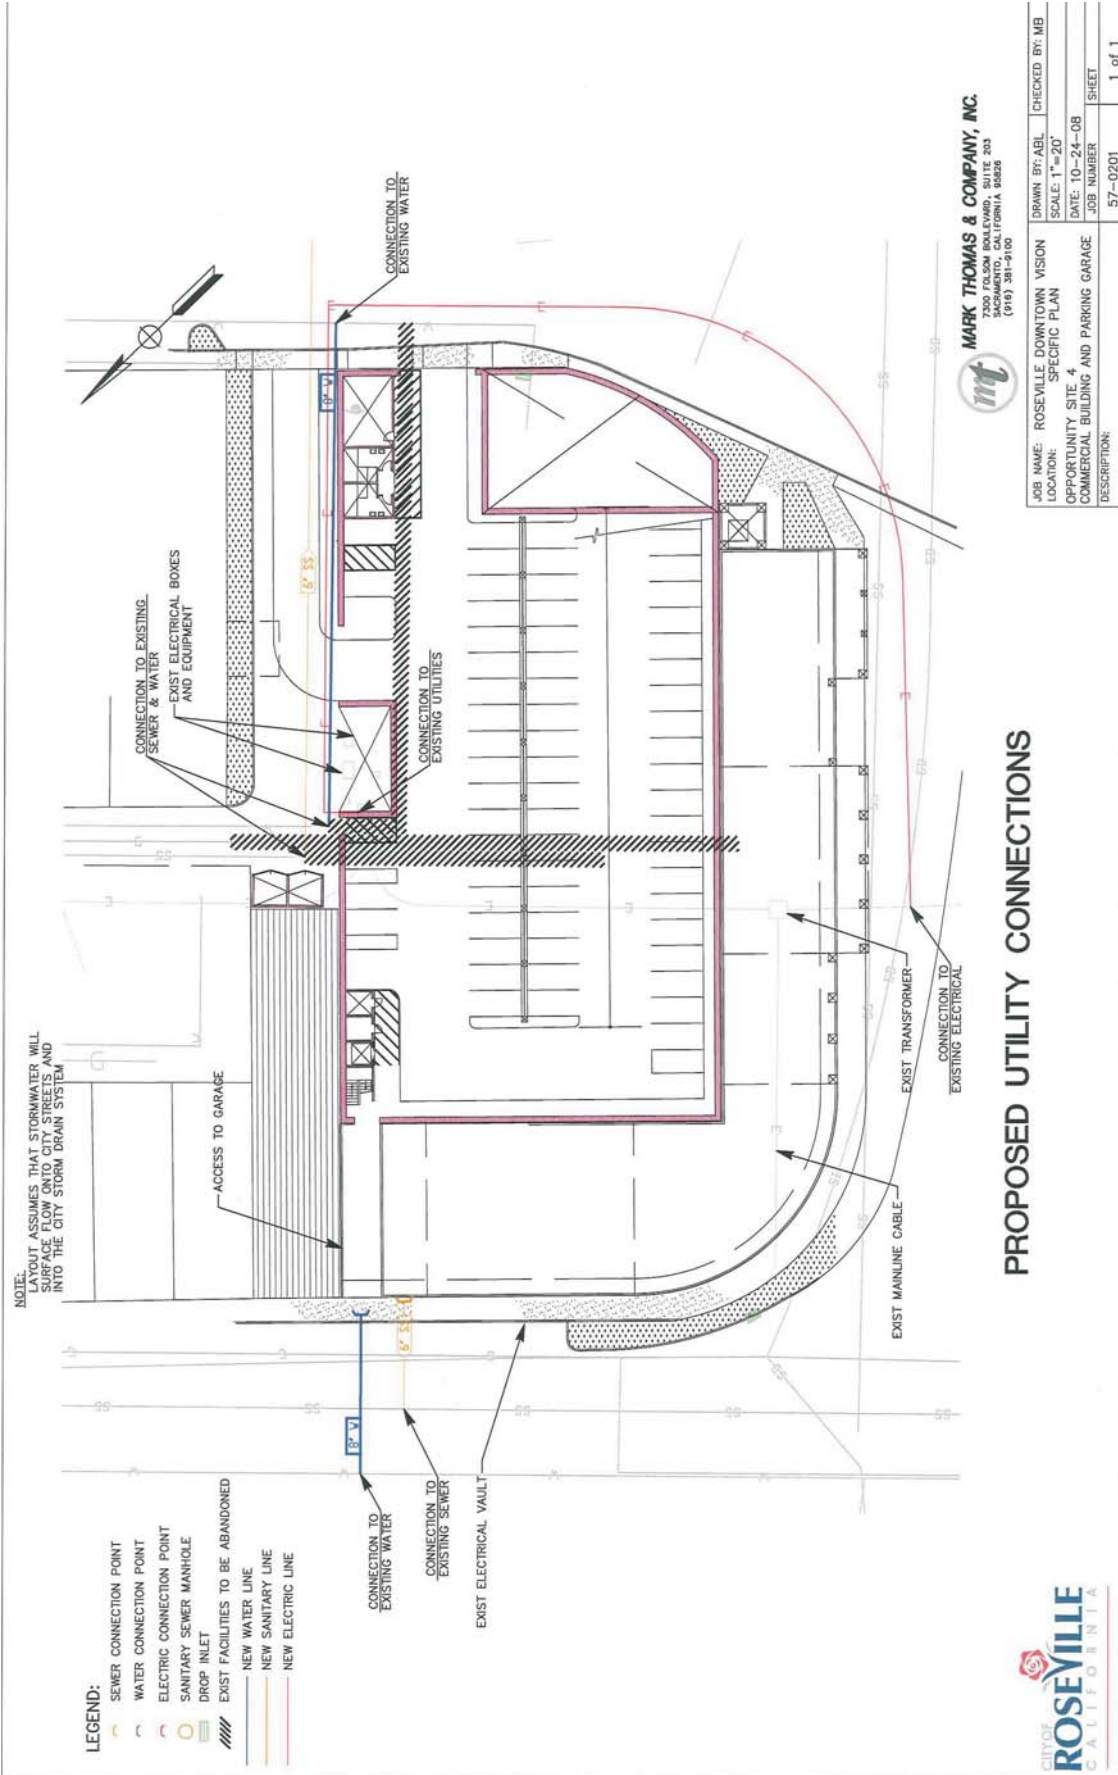 NOTE:
LAYOUT ASSUMES THAT STORMWATER WILL
SURFACE FLOW ONTO CITY STREETS AND
INTO THE CITY STORM DRAIN SYSTEM
LEGEND:
SEWER CONNECTION POINT
WATER CONNECTION POINT
ELECTRIC CONNECTION POINT
SANITARY SEWER MANHOLE
DROP INLET
EXIST FACILITIES TO BE ABANDONED
NEW WATER LINE
NEW SANITARY LINE
NEW ELECTRIC LINE
ACCESS TO GARAGE
CONNECTION TO EXISTING
SEWER & WATER
EXIST ELECTRICAL BOXES
AND EQUIPMENT
CONNECTION TO
EXISTING UTILITIES
CONNECTION TO
EXISTING WATER
8" W
6" SS
8" W
6" SS
CONNECTION TO
EXISTING WATER
CONNECTION TO
EXISTING SEWER
EXIST ELECTRICAL VAULT
EXIST MAINLINE CABLE
EXIST TRANSFORMER
CONNECTION TO
EXISTING ELECTRICAL
PROPOSED UTILITY CONNECTIONS
CITY OF
ROSEVILLE
CALIFORNIA
mt
MARK THOMAS & COMPANY, INC.
7300 FOLSOM BOULEVARD, SUITE 203
SACRAMENTO, CALIFORNIA 95826
(916) 381-9100
JOB NAME: ROSEVILLE DOWNTOWN VISION
LOCATION: SPECIFIC PLAN
OPPORTUNITY SITE 4
COMMERCIAL BUILDING AND PARKING GARAGE
DESCRIPTION:
DRAWN BY: ABL CHECKED BY: MB
SCALE: 1"=20'
DATE: 10-24-08
JOB NUMBER SHEET
57-0201 1 of 1